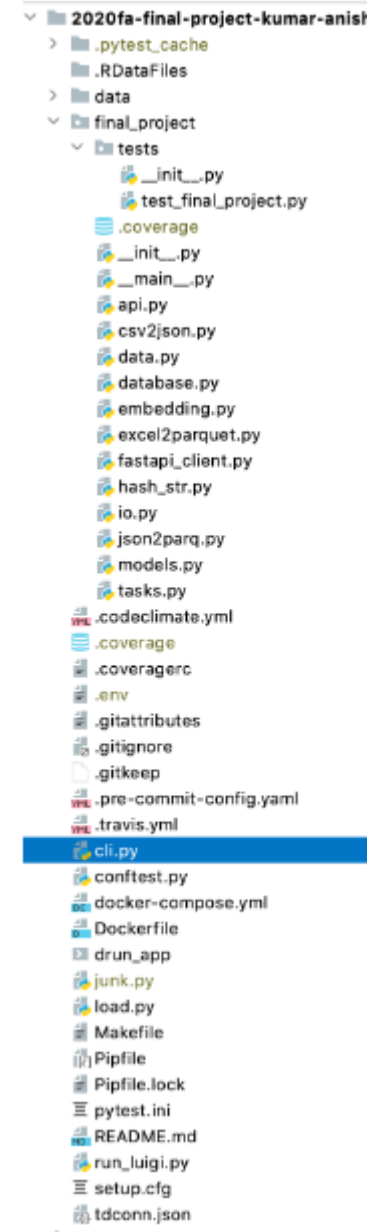 2020fa-final-project-kumar-anish
.pytest_cache
.RDataFiles
data
final_project
tests
__init__.py
test_final_project.py
.coverage
__init__.py
__main__.py
api.py
csv2json.py
data.py
database.py
embedding.py
excel2parquet.py
fastapi_client.py
hash_str.py
io.py
json2parq.py
models.py
tasks.py
.codeclimate.yml
.coverage
.coveragerc
.env
.gitattributes
.gitignore
.gitkeep
.pre-commit-config.yaml
.travis.yml
cli.py
conftest.py
docker-compose.yml
Dockerfile
drun_app
junk.py
load.py
Makefile
Pipfile
Pipfile.lock
pytest.ini
README.md
run_luigi.py
setup.cfg
tdconn.json